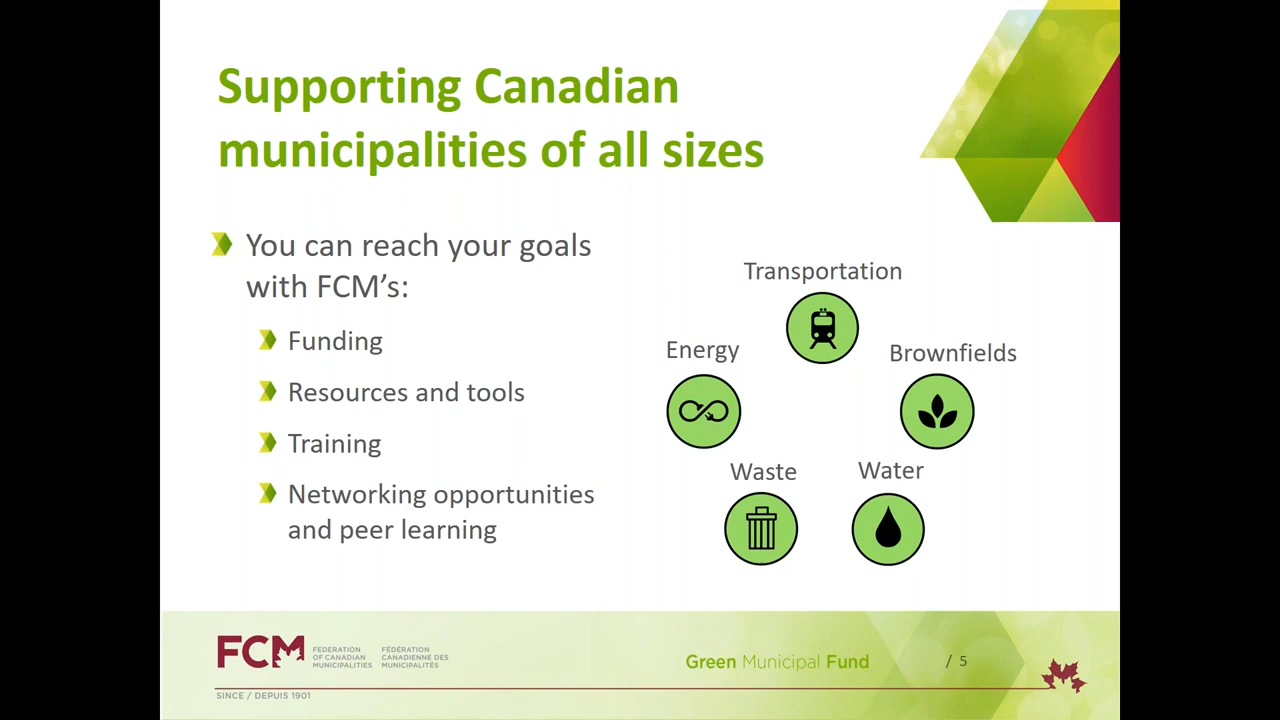 Supporting Canadian
municipalities of all sizes
You can reach your goals
with FCM’s:
Funding
Resources and tools
Training
Networking opportunities
and peer learning
Transportation
Energy
Brownfields
Waste
Water
FCM
FEDERATION
OF CANADIAN
MUNICIPALITIES
FÉDÉRATION
CANADIENNE DES
MUNICIPALITÉS
SINCE / DEPUIS 1901
Green Municipal Fund
/ 5